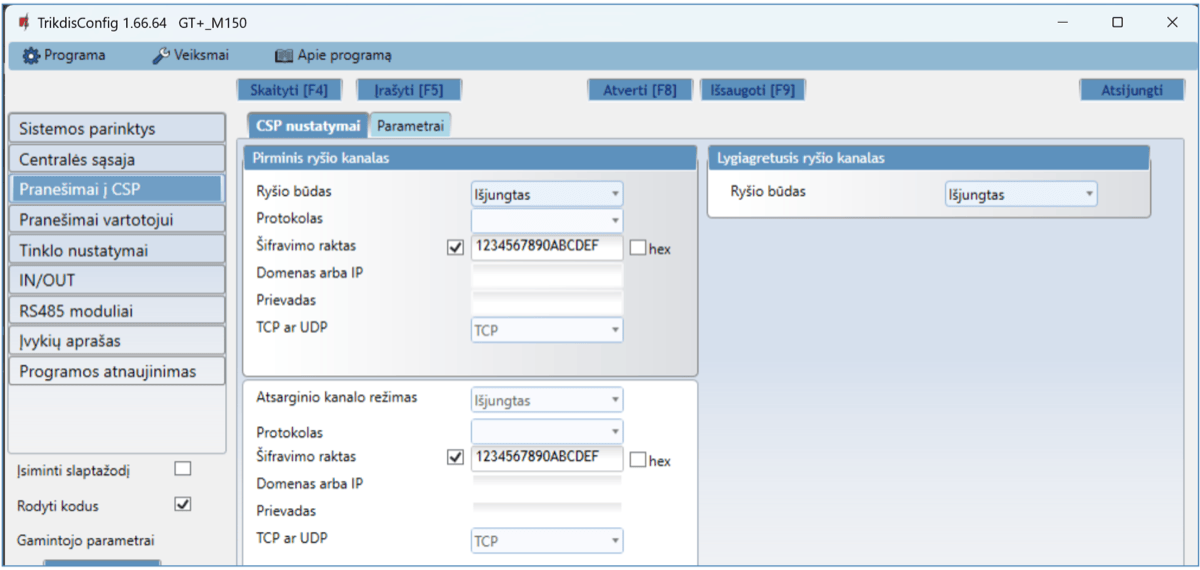 TrikdisConfig 1.66.64 GT+_M150
Programa Veiksmai Apie programą
Skaityti [F4] Įrašyti [F5] Atverti [F8] Išsaugoti [F9] Atsijungti
Sistemos parinktys
Centralės sąsaja
Pranešimai į CSP
Pranešimai vartotojui
Tinklo nustatymai
IN/OUT
RS485 moduliai
Įvykių aprašas
Programos atnaujinimas
Įsiminti slaptažodį
Rodyti kodus
Gamintojo parametrai
CSP nustatymai Parametrai
Pirminis ryšio kanalas
Ryšio būdas Išjungtas
Protokolas
Šifravimo raktas 1234567890ABCDEF hex
Domenas arba IP
Prievadas
TCP ar UDP TCP
Atsarginio kanalo režimas Išjungtas
Protokolas
Šifravimo raktas 1234567890ABCDEF hex
Domenas arba IP
Prievadas
TCP ar UDP TCP
Lygiagretusis ryšio kanalas
Ryšio būdas Išjungtas